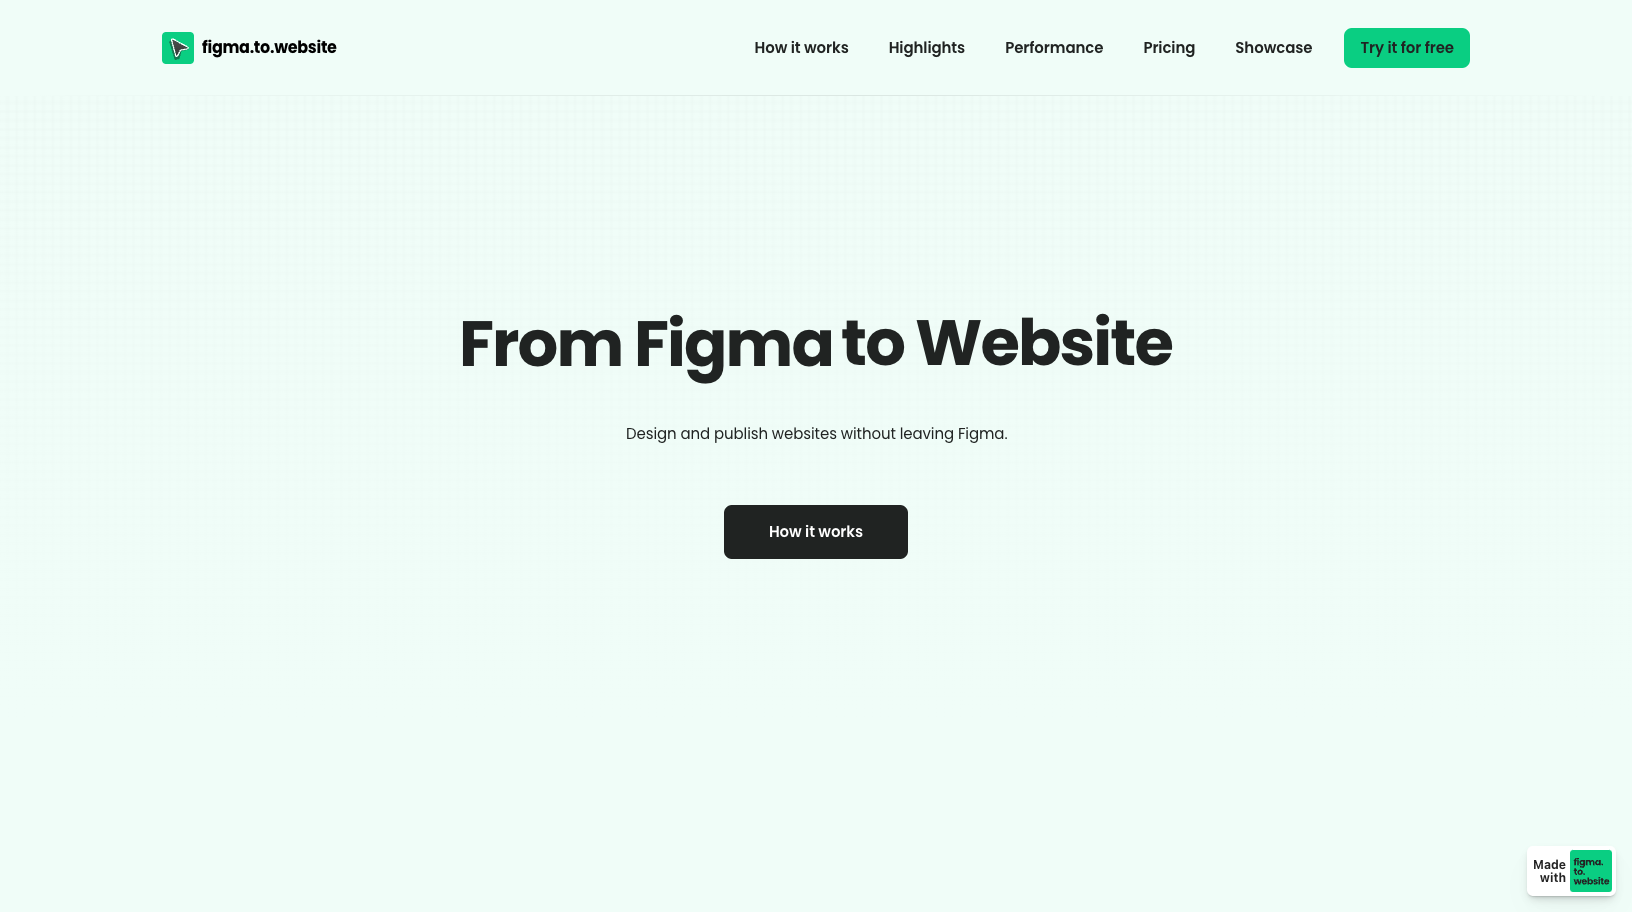 figma.to.website
How it works
Highlights
Performance
Pricing
Showcase
Try it for free
From Figma to Website
Design and publish websites without leaving Figma.
How it works
Made
with
figma.
to.
website